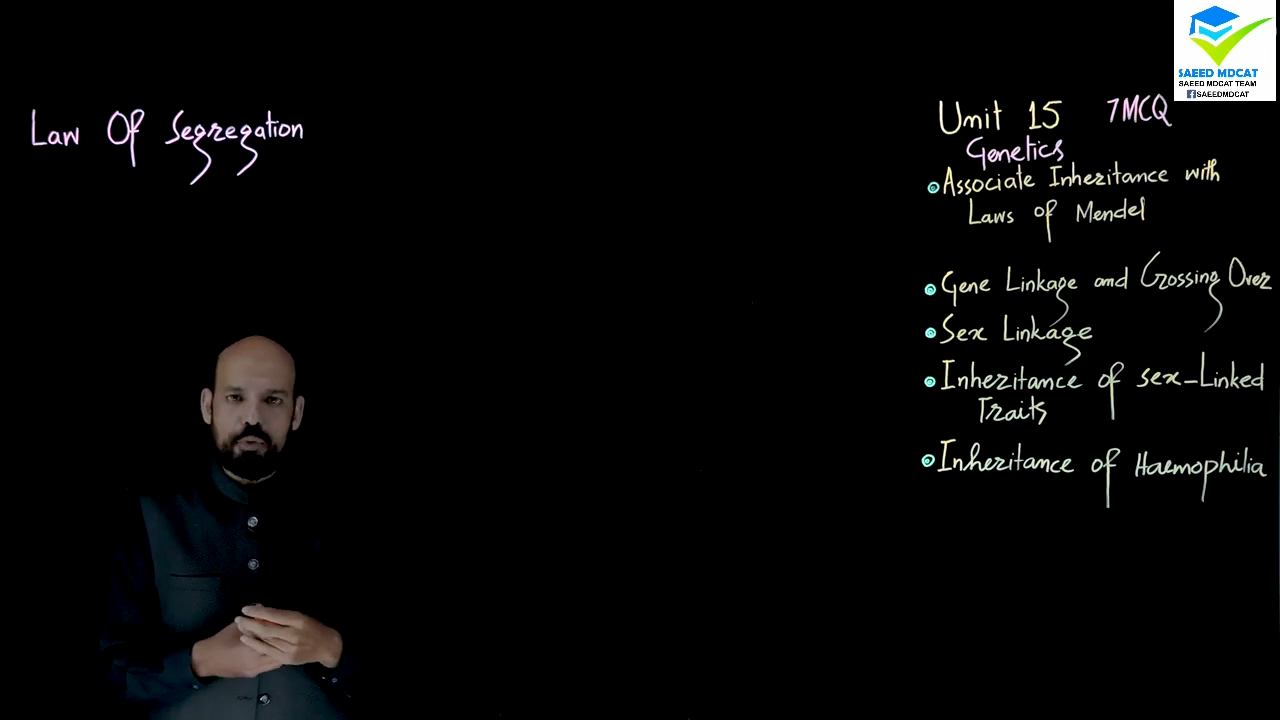 SAEED MDCAT
SAEED MDCAT TEAM
SAEEDMDCAT
Law Of Segregation
Unit 15 7MCQ
Genetics
Associate Inheritance with
Laws of Mendel
Gene Linkage and Crossing Over
Sex Linkage
Inheritance of sex-Linked
Traits
Inheritance of Haemophilia